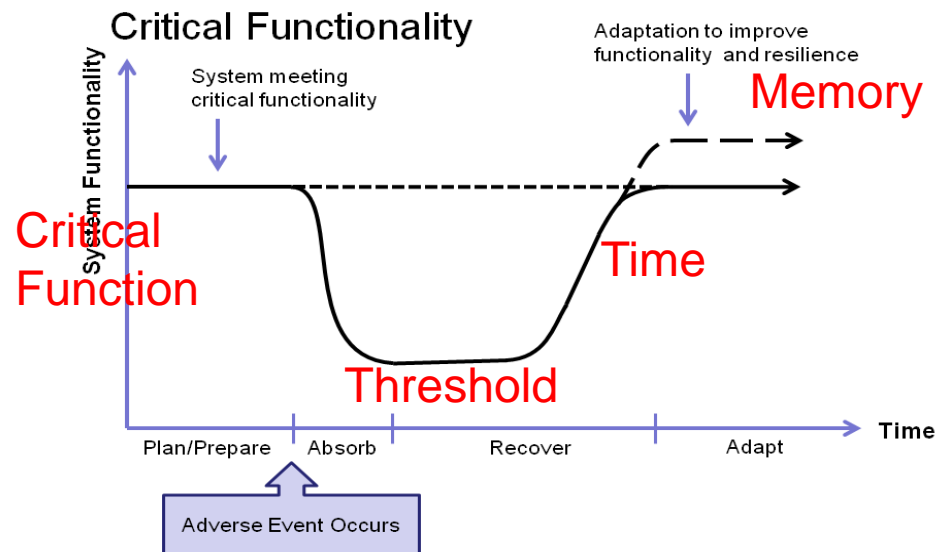 Critical Functionality
Adaptation to improve
functionality and resilience
System meeting
critical functionality
Memory
System Functionality
Critical
Function
Time
Threshold
Time
Plan/Prepare
Absorb
Recover
Adapt
Adverse Event Occurs